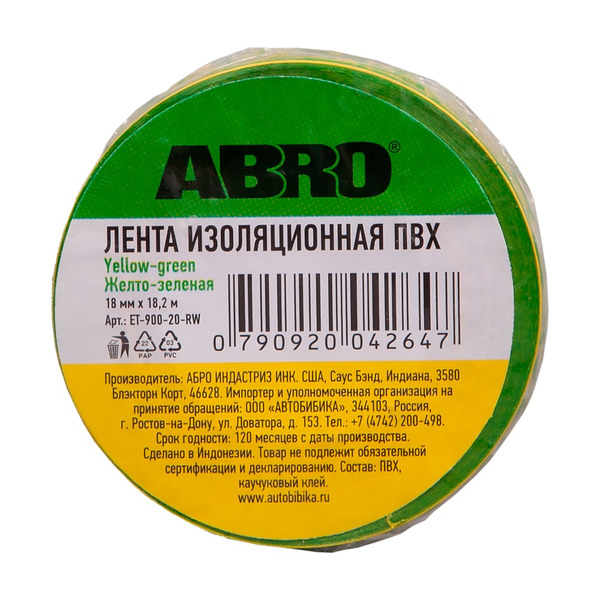 ABRO®
ЛЕНТА ИЗОЛЯЦИОННАЯ ПВХ
Yellow-green
Желто-зеленая
18 мм x 18,2 м
Арт.: ET-900-20-RW
22 PAP 03 PVC
0 790920 042647
Производитель: АБРО ИНДАСТРИЗ ИНК. США, Саус Бэнд, Индиана, 3580
Блэкторн Корт, 46628. Импортер и уполномоченная организация на
принятие обращений: ООО «АВТОБИБИКА», 344103, Россия,
г. Ростов-на-Дону, ул. Доватора, д. 153. Тел.: +7 (4742) 200-498.
Срок годности: 120 месяцев с даты производства.
Сделано в Индонезии. Товар не подлежит обязательной
сертификации и декларированию. Состав: ПВХ,
каучуковый клей.
www.autobibika.ru